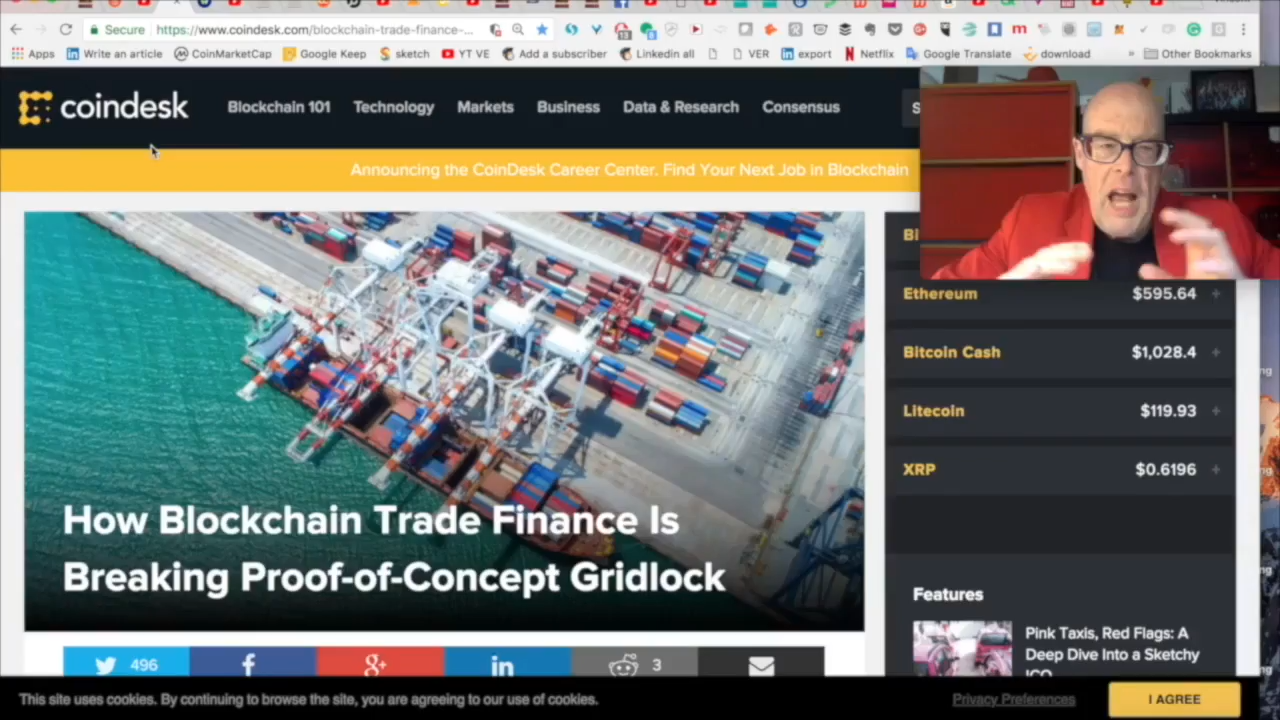 Secure
https://www.coindesk.com/blockchain-trade-finance-...
Apps
Write an article
CoinMarketCap
Google Keep
sketch
YT VE
Add a subscriber
Linkedin all
VER
export
Netflix
Google Translate
download
»
Other Bookmarks
coindesk
Blockchain 101
Technology
Markets
Business
Data & Research
Consensus
S
Announcing the CoinDesk Career Center. Find Your Next Job in Blockchain
Bi
Ethereum $595.64 +
Bitcoin Cash $1,028.4 +
Litecoin $119.93 +
XRP $0.6196 +
How Blockchain Trade Finance Is
Breaking Proof-of-Concept Gridlock
Features
Pink Taxis, Red Flags: A
Deep Dive Into a Sketchy
ICO
496
3
This site uses cookies. By continuing to browse the site, you are agreeing to our use of cookies.
Privacy Preferences
I AGREE